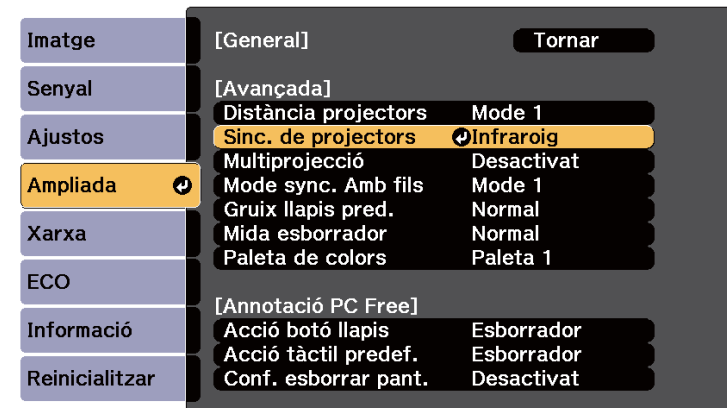 Imatge
Senyal
Ajustos
Ampliada
Xarxa
ECO
Informació
Reinicialitzar
[General] Tornar
[Avançada]
Distància projectors Mode 1
Sinc. de projectors Infraroig
Multiprojecció Desactivat
Mode sync. Amb fils Mode 1
Gruix llapis pred. Normal
Mida esborrador Normal
Paleta de colors Paleta 1
[Annotació PC Free]
Acció botó llapis Esborrador
Acció tàctil predef. Esborrador
Conf. esborrar pant. Desactivat